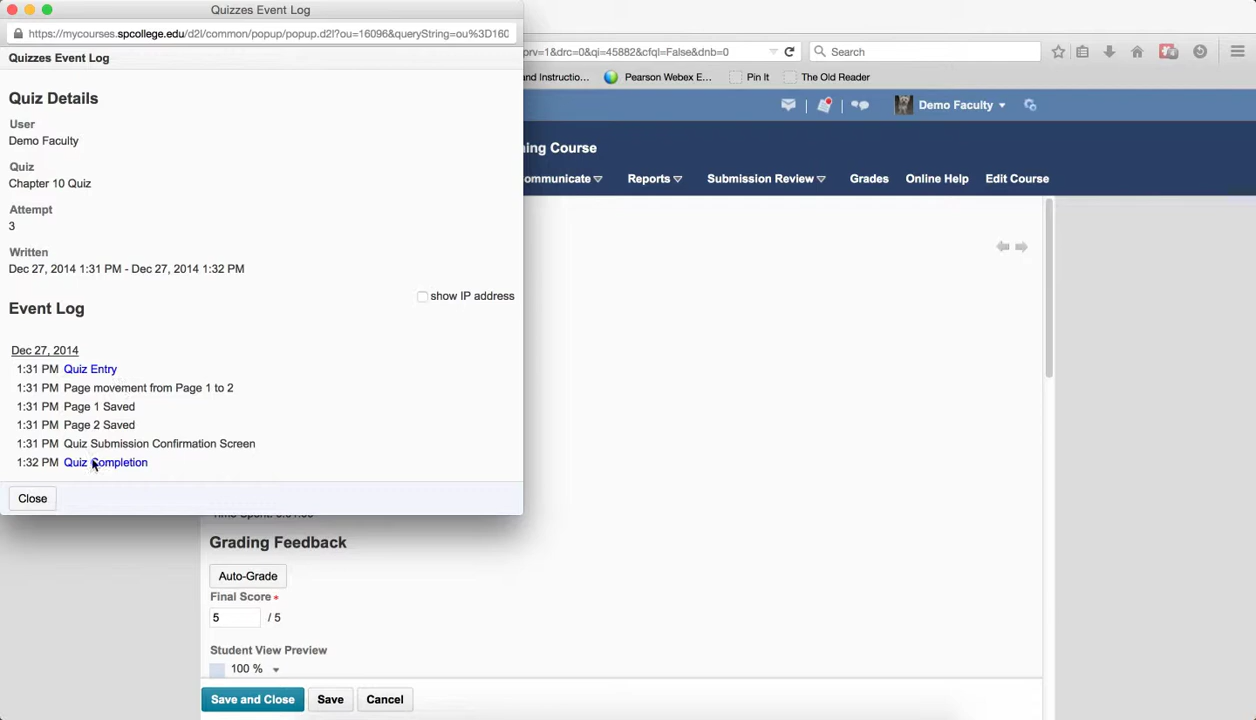 Quizzes Event Log
https://mycourses.spcollege.edu/d2l/common/popup/popup.d2l?ou=16096&queryString=ou%3D160
Quizzes Event Log
Quiz Details
User
Demo Faculty
Quiz
Chapter 10 Quiz
Attempt
3
Written
Dec 27, 2014 1:31 PM - Dec 27, 2014 1:32 PM
show IP address
Event Log
Dec 27, 2014
1:31 PM Quiz Entry
1:31 PM Page movement from Page 1 to 2
1:31 PM Page 1 Saved
1:31 PM Page 2 Saved
1:31 PM Quiz Submission Confirmation Screen
1:32 PM Quiz Completion
Close
prv=1&drc=0&qi=45882&cfql=False&dnb=0
Search
and Instructio...
Pearson Webex E...
Pin It
The Old Reader
Demo Faculty
ning Course
ommunicate
Reports
Submission Review
Grades
Online Help
Edit Course
Grading Feedback
Auto-Grade
Final Score *
5 / 5
Student View Preview
100 %
Save and Close
Save
Cancel